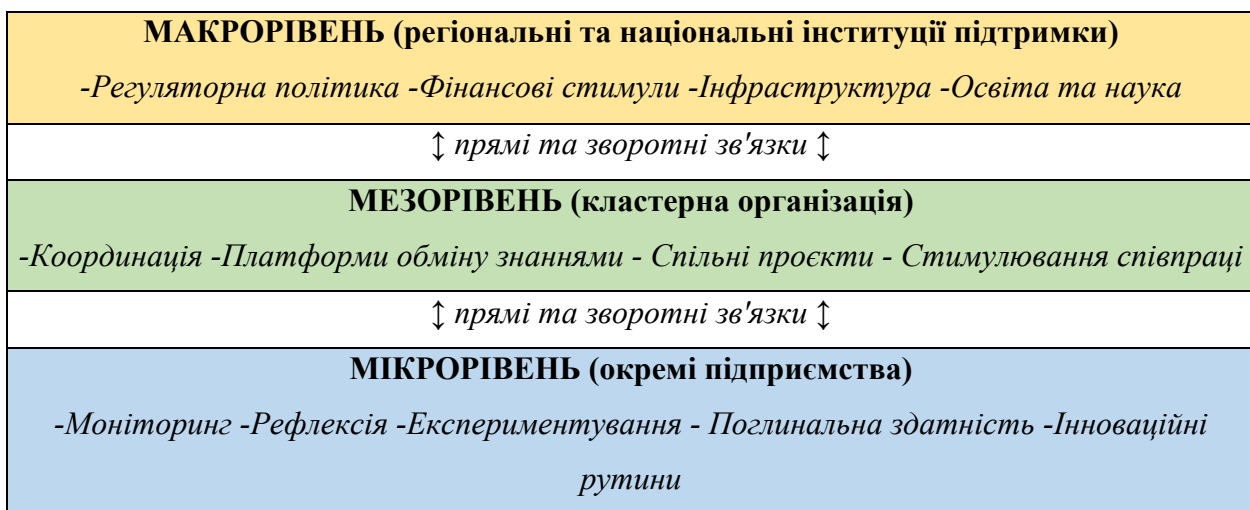 МАКРОРІВЕНЬ (регіональні та національні інституції підтримки)
-Регуляторна політика -Фінансові стимули -Інфраструктура -Освіта та наука
↕ прямі та зворотні зв'язки ↕
МЕЗОРІВЕНЬ (кластерна організація)
-Координація -Платформи обміну знаннями - Спільні проєкти - Стимулювання співпраці
↕ прямі та зворотні зв'язки ↕
МІКРОРІВЕНЬ (окремі підприємства)
-Моніторинг -Рефлексія -Експериментування - Поглинальна здатність -Інноваційні
рутини